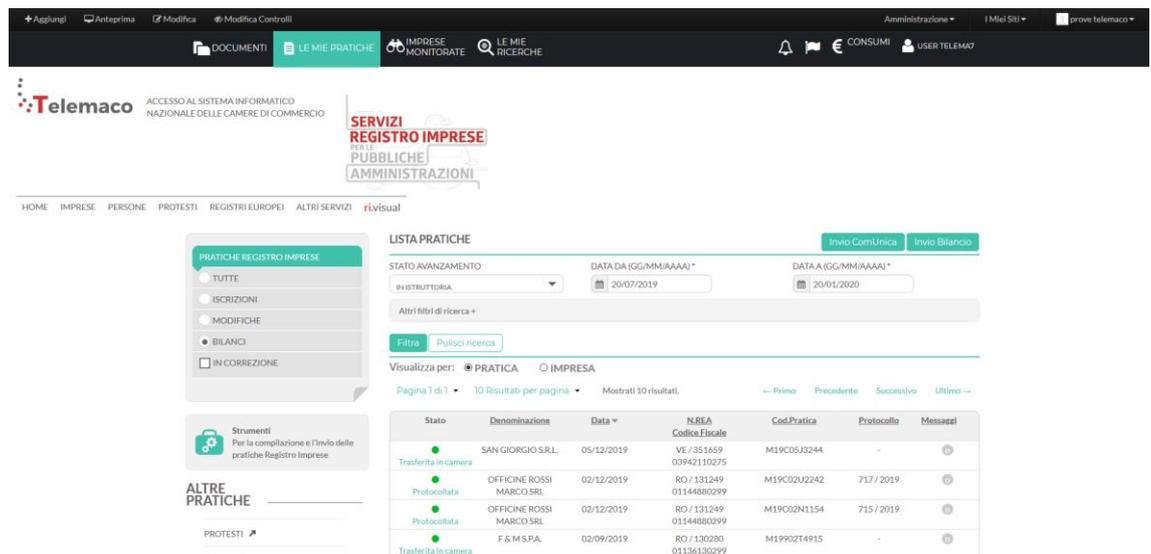 Aggiungi Anteprima Modifica Modifica Controlli Amministrazione I Miei Siti prove telemaco
DOCUMENTI LE MIE PRATICHE IMPRESE MONITORATE LE MIE RICERCHE € CONSUMI USER TELEMA7
Telemaco
ACCESSO AL SISTEMA INFORMATICO
NAZIONALE DELLE CAMERE DI COMMERCIO
SERVIZI
REGISTRO IMPRESE
PER LE
PUBBLICHE
AMMINISTRAZIONI
HOME IMPRESE PERSONE PROTESTI REGISTRI EUROPEI ALTRI SERVIZI ri.visual
PRATICHE REGISTRO IMPRESE
TUTTE
ISCRIZIONI
MODIFICHE
BILANCI
IN CORREZIONE
Strumenti
Per la compilazione e l'Invio delle
pratiche Registro Imprese
ALTRE
PRATICHE
PROTESTI
LISTA PRATICHE Invio ComUnica Invio Bilancio
STATO AVANZAMENTO DATA DA (GG/MM/AAAA) * DATA A (GG/MM/AAAA) *
IN ISTRUTTORIA 20/07/2019 20/01/2020
Altri filtri di ricerca +
Filtra Pulisci ricerca
Visualizza per: PRATICA IMPRESA
Pagina 1 di 1 10 Risultati per pagina Mostrati 10 risultati. ← Primo Precedente Successivo Ultimo →
Stato Denominazione Data N.REA Cod.Pratica Protocollo Messaggi
Codice Fiscale
SAN GIORGIO S.R.L. 05/12/2019 VE / 351659 M19C05J3244 -
Trasferita in camera 03942110275
OFFICINE ROSSI 02/12/2019 RO / 131249 M19C02U2242 717 / 2019
Protocollata MARCO SRL 01144880299
OFFICINE ROSSI 02/12/2019 RO / 131249 M19C02N1154 715 / 2019
Protocollata MARCO SRL 01144880299
F & M S.P.A. 02/09/2019 RO / 130280 M19902T4915 -
Trasferita in camera 01136130299